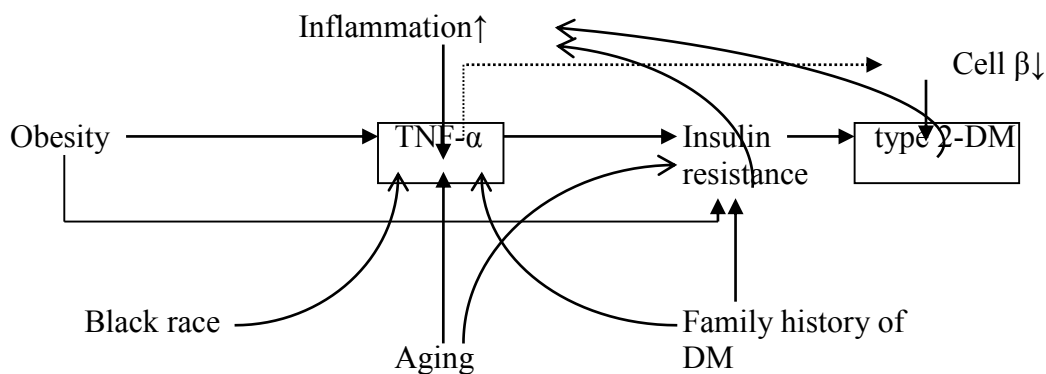 Inflammation↑
Cell β↓
Obesity
TNF-α
Insulin
resistance
type 2-DM
Black race
Aging
Family history of
DM